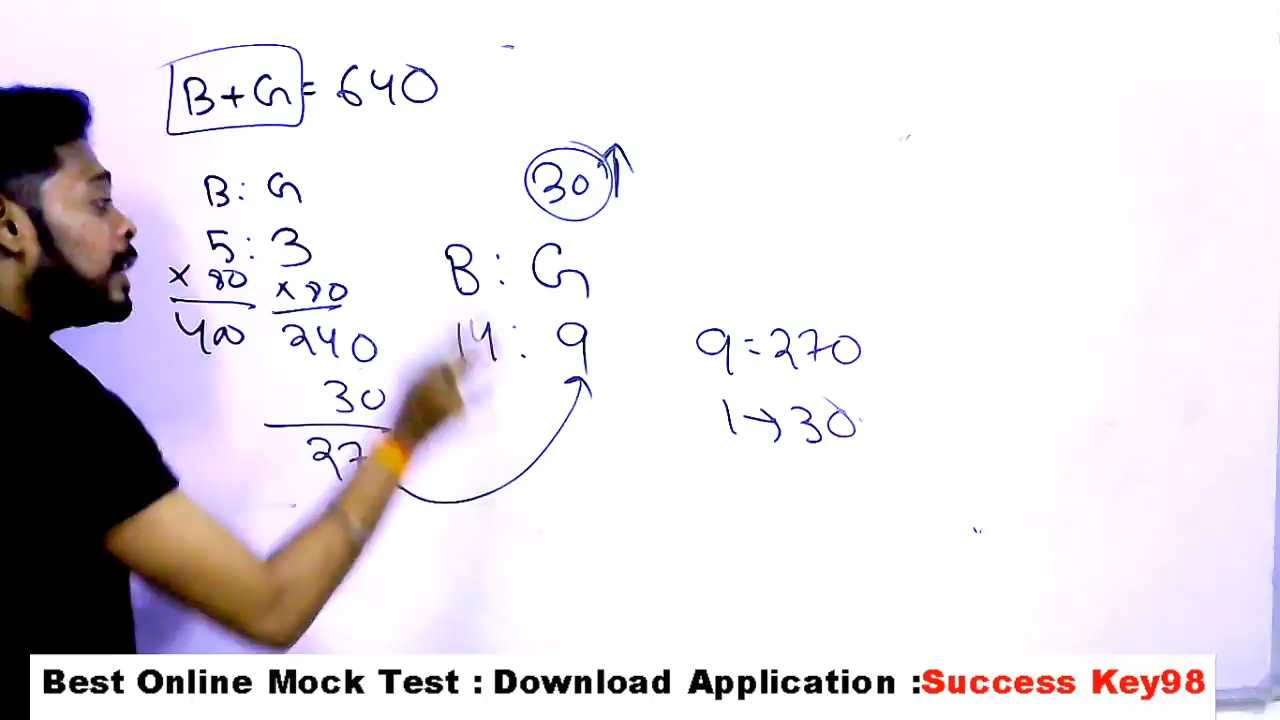 B+G = 640
B : G
5 : 3
× 80 × 80
400 240
30
27
30
B : G
14 : 9
9 = 270
1 → 30
Best Online Mock Test : Download Application :Success Key98